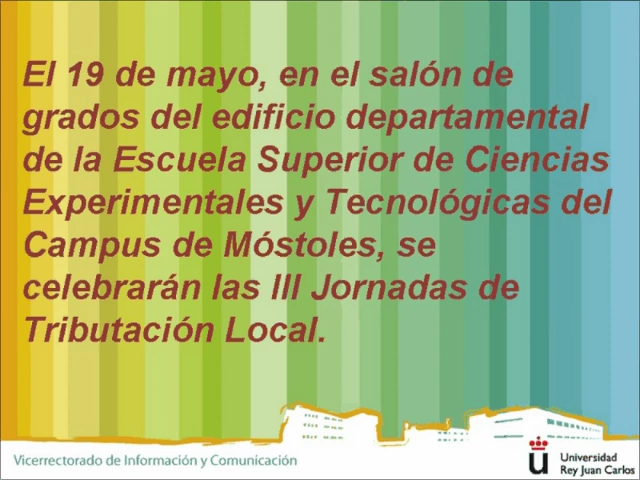 El 19 de mayo, en el salón de
grados del edificio departamental
de la Escuela Superior de Ciencias
Experimentales y Tecnológicas del
Campus de Móstoles, se
celebrarán las III Jornadas de
Tributación Local.
Vicerrectorado de Información y Comunicación
u
Universidad
Rey Juan Carlos